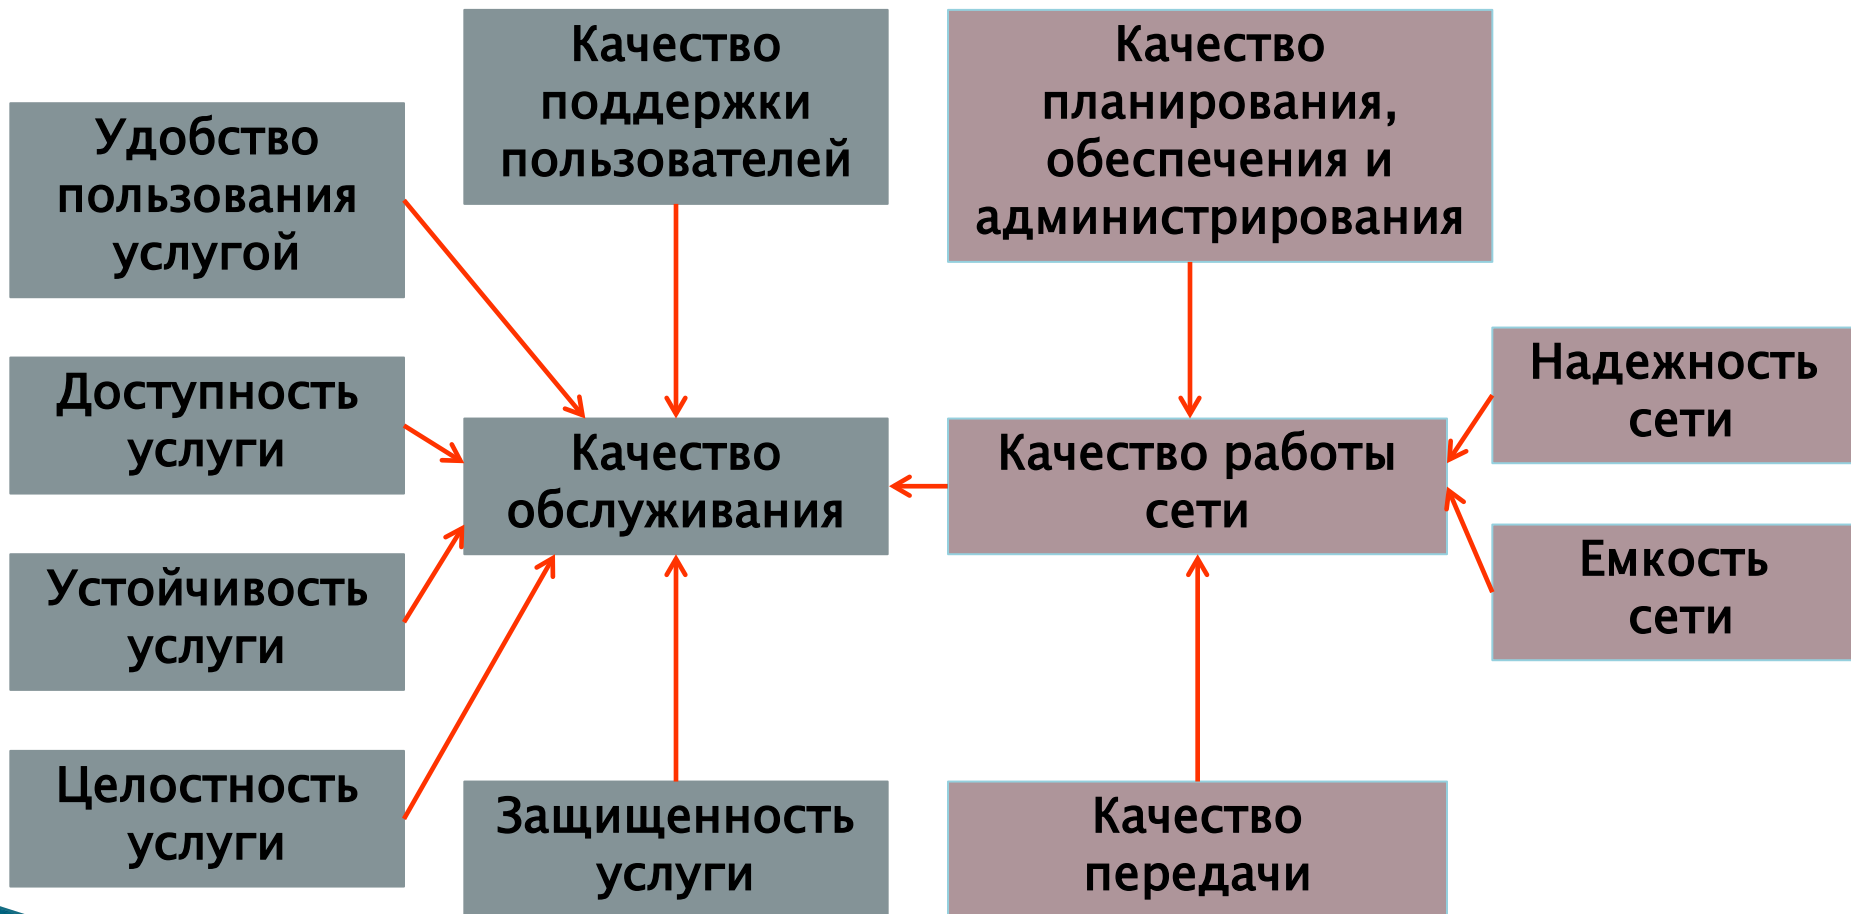 Качество
поддержки
пользователей
Качество
планирования,
обеспечения и
администрирования
Удобство
пользования
услугой
Доступность
услуги
Качество
обслуживания
Качество работы
сети
Надежность
сети
Устойчивость
услуги
Емкость
сети
Целостность
услуги
Защищенность
услуги
Качество
передачи